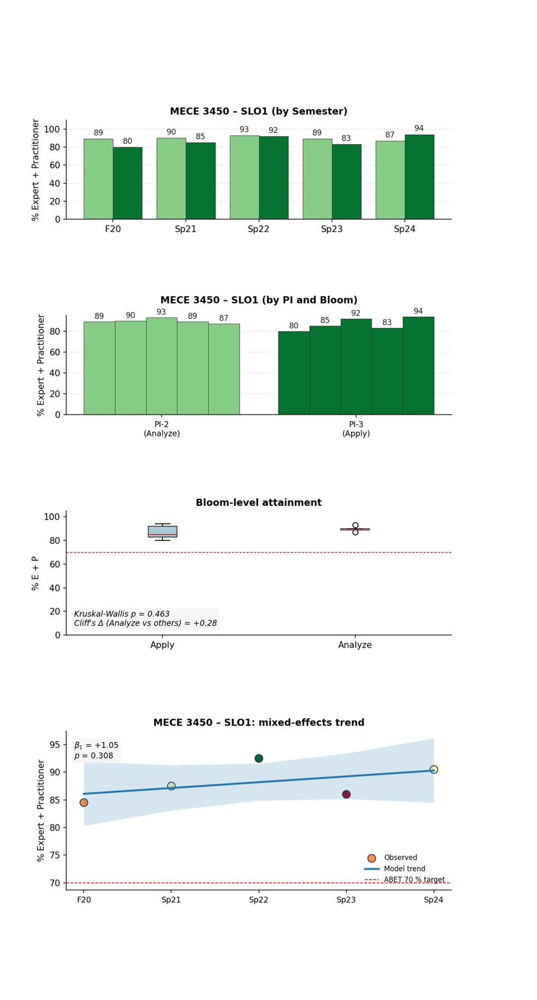 MECE 3450 – SLO1 (by Semester)
% Expert + Practitioner
100
80
60
40
20
0
89
80
90
85
93
92
89
83
87
94
F20
Sp21
Sp22
Sp23
Sp24
MECE 3450 – SLO1 (by PI and Bloom)
% Expert + Practitioner
80
60
40
20
0
89
90
93
89
87
80
85
92
83
94
PI-2
(Analyze)
PI-3
(Apply)
Bloom-level attainment
% E + P
100
80
60
40
20
0
Kruskal-Wallis p = 0.463
Cliff's Δ (Analyze vs others) = +0.28
Apply
Analyze
MECE 3450 – SLO1: mixed-effects trend
% Expert + Practitioner
95
90
85
80
75
70
β₁ = +1.05
p = 0.308
Observed
Model trend
ABET 70 % target
F20
Sp21
Sp22
Sp23
Sp24